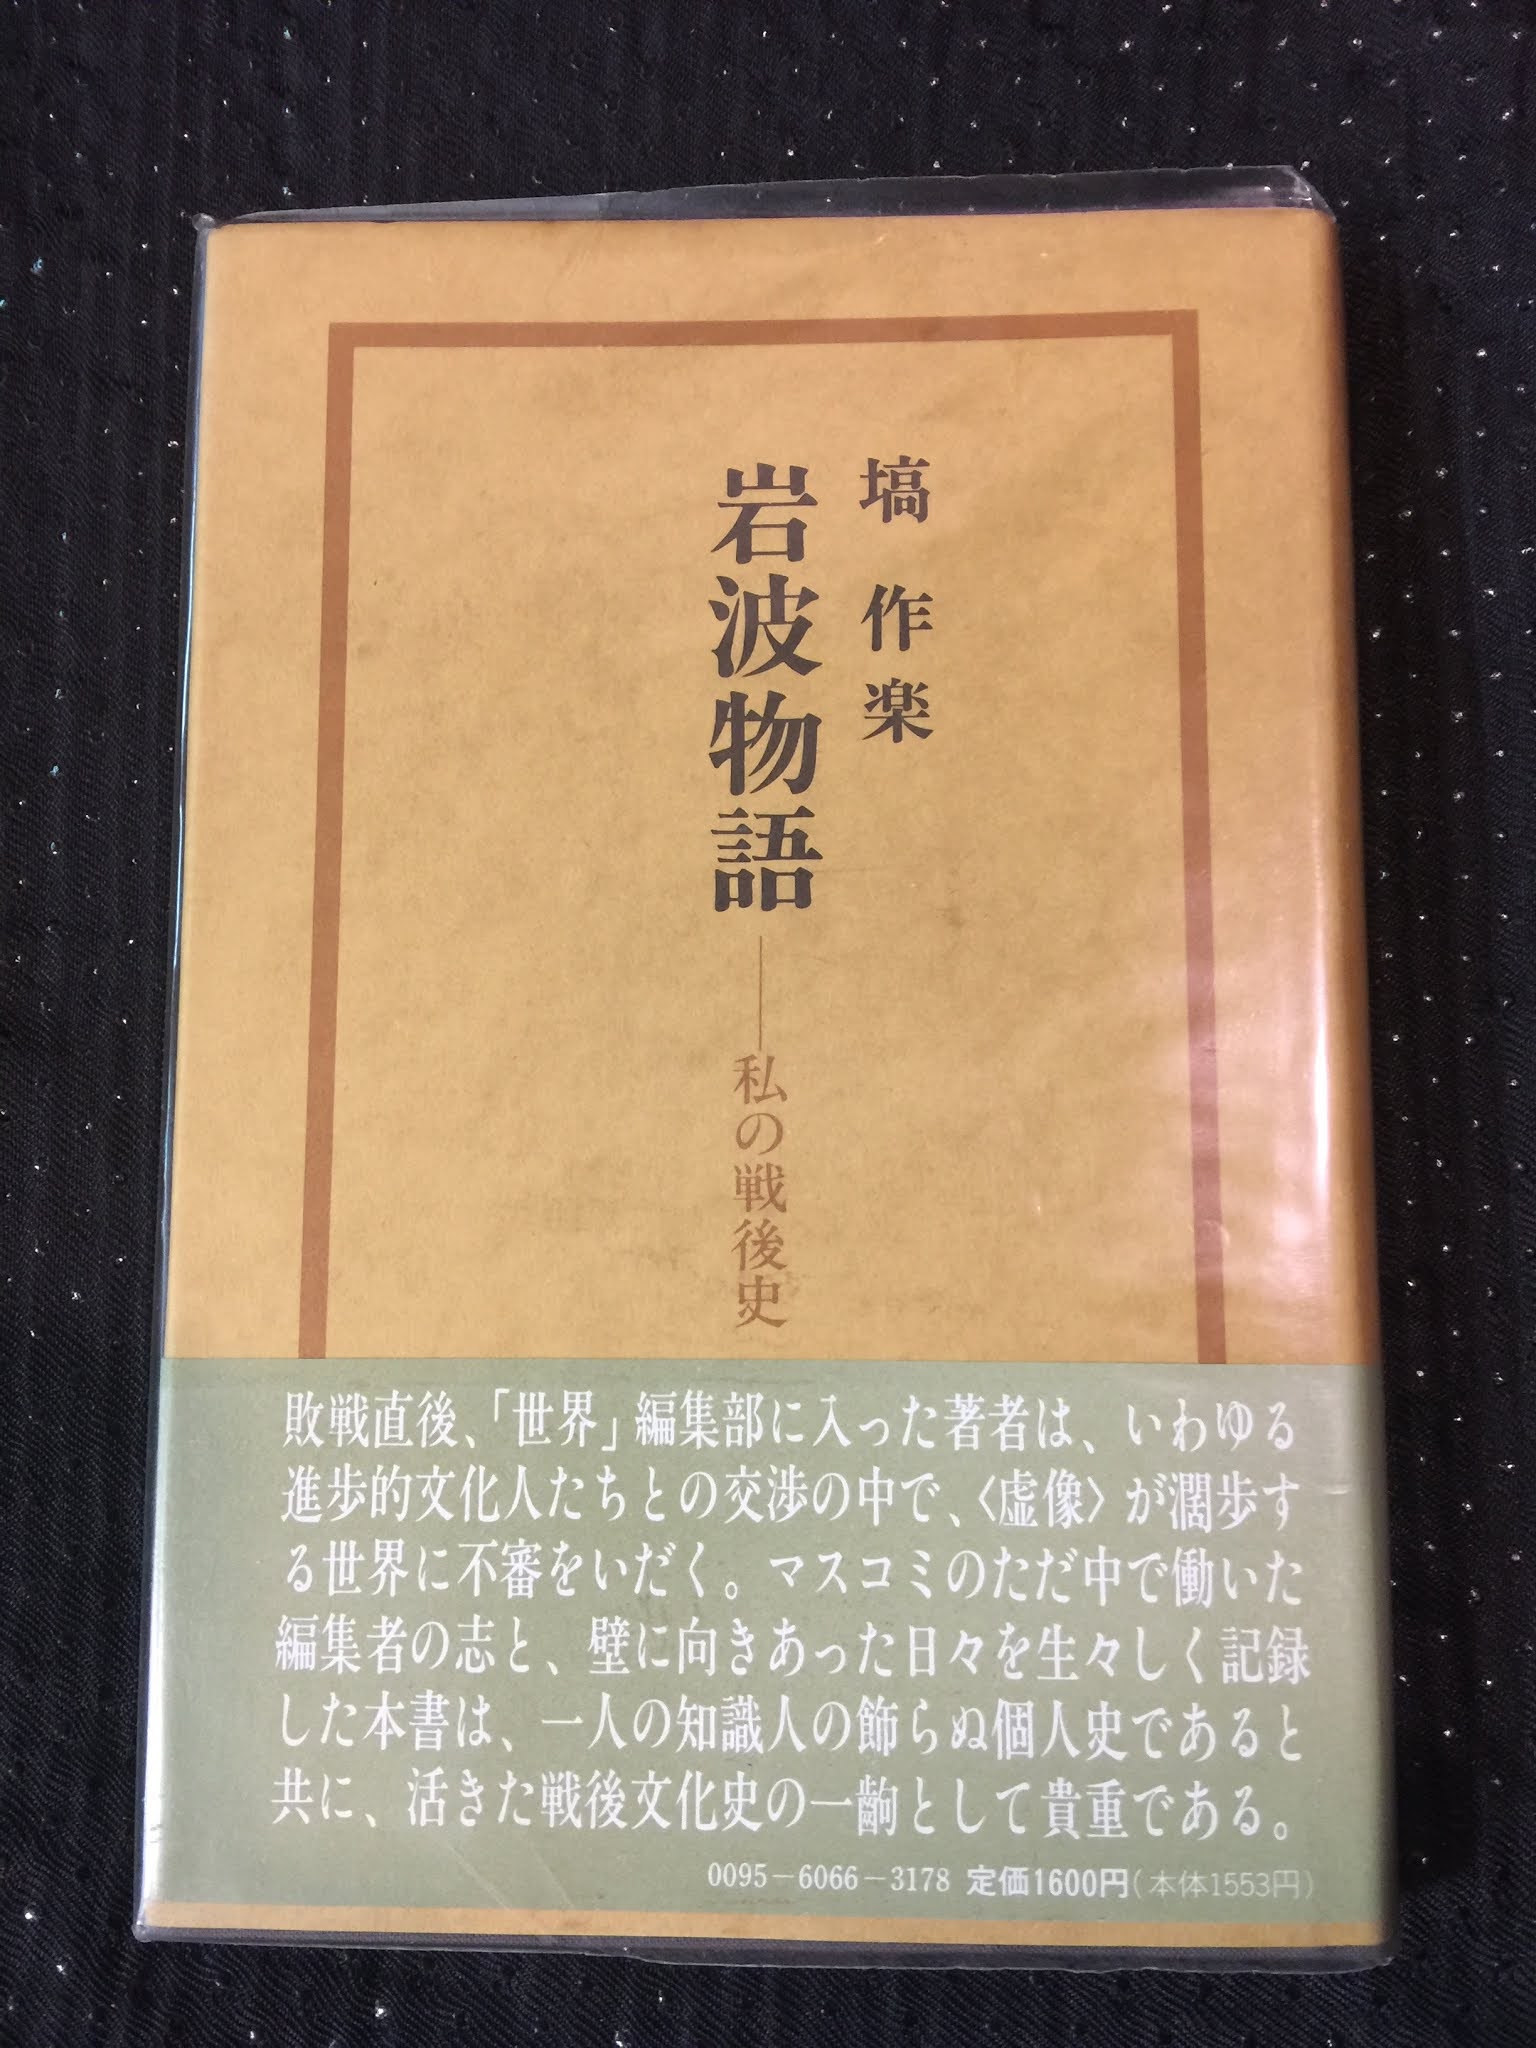 塙作楽
岩波物語
――私の戦後史
敗戦直後、「世界」編集部に入った著者は、いわゆる
進歩的文化人たちとの交渉の中で、〈虚像〉が濶歩す
る世界に不審をいだく。マスコミのただ中で働いた
編集者の志と、壁に向きあった日々を生々しく記録
した本書は、一人の知識人の飾らぬ個人史であると
共に、活きた戦後文化史の一齣として貴重である。
0095-6066-3178 定価1600円(本体1553円)